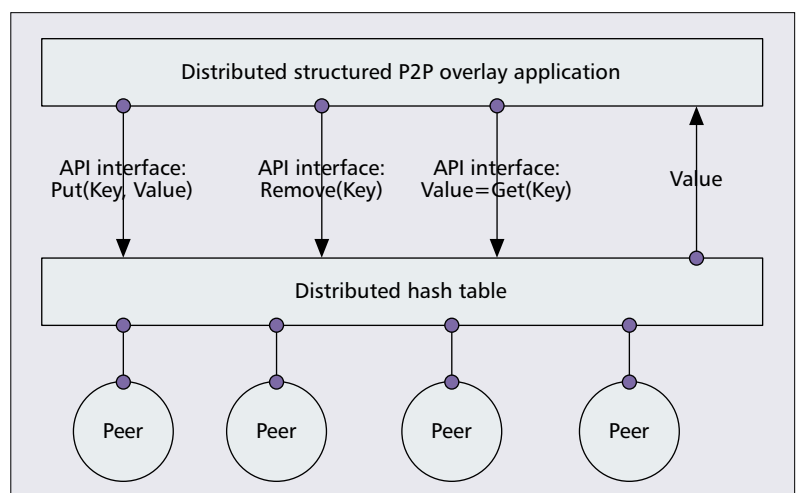 Distributed structured P2P overlay application
API interface:
Put(Key, Value)
API interface:
Remove(Key)
API interface:
Value=Get(Key)
Value
Distributed hash table
Peer
Peer
Peer
Peer